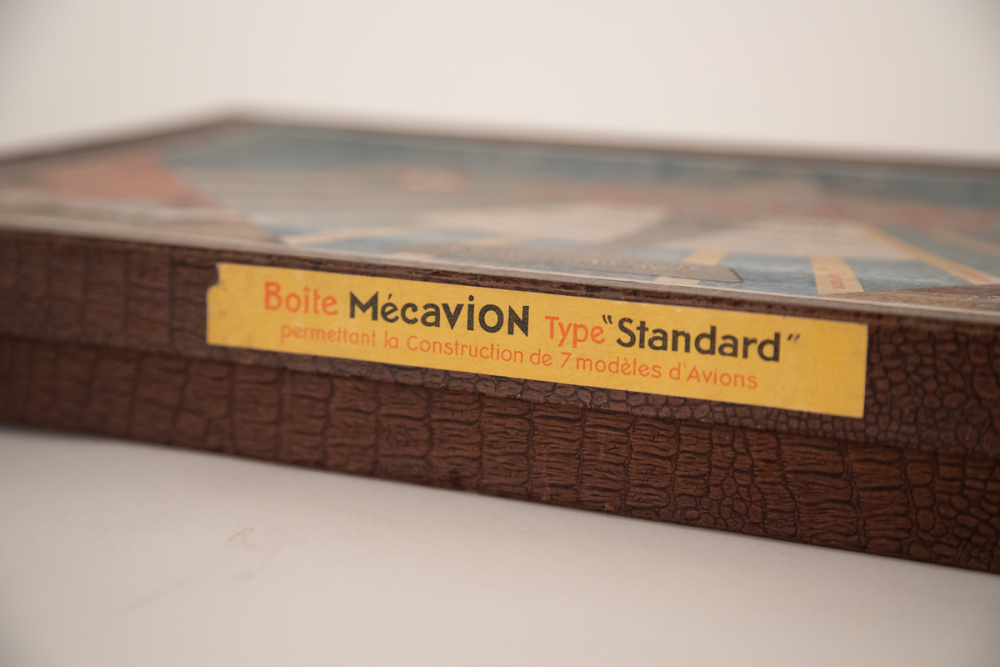 Boite MécaviON Type "Standard"
permettant la Construction de 7 modèles d'Avions